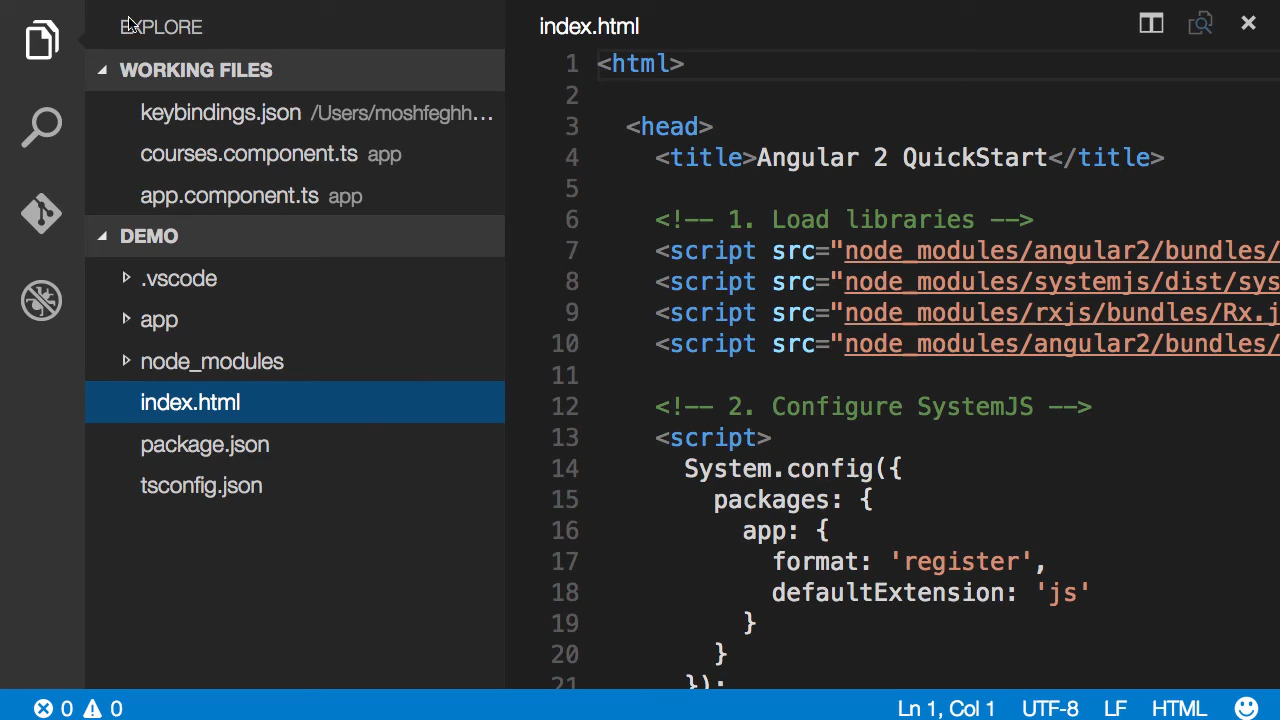 EXPLORE
WORKING FILES
keybindings.json /Users/moshfeghh...
courses.component.ts app
app.component.ts app
DEMO
.vscode
app
node_modules
index.html
package.json
tsconfig.json
index.html
1 <html>
2
3 <head>
4 <title>Angular 2 QuickStart</title>
5
6 <!-- 1. Load libraries -->
7 <script src="node_modules/angular2/bundles/
8 <script src="node_modules/systemjs/dist/sys
9 <script src="node_modules/rxjs/bundles/Rx.j
10 <script src="node_modules/angular2/bundles/
11
12 <!-- 2. Configure SystemJS -->
13 <script>
14 System.config({
15 packages: {
16 app: {
17 format: 'register',
18 defaultExtension: 'js'
19 }
20 }
21 });
0 0
Ln 1, Col 1 UTF-8 LF HTML